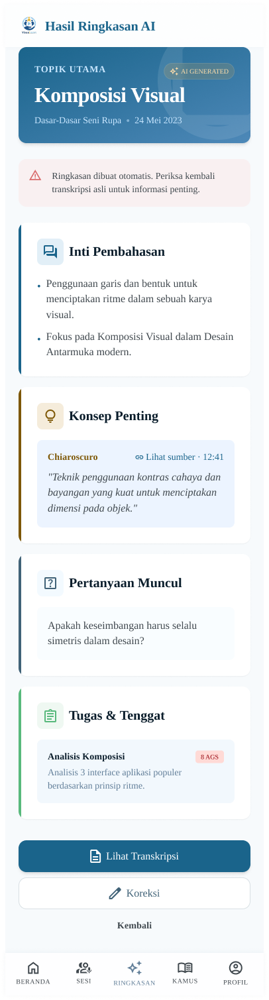 Hasil Ringkasan AI
TOPIK UTAMA
AI GENERATED
Komposisi Visual
Dasar-Dasar Seni Rupa • 24 Mei 2023
Ringkasan dibuat otomatis. Periksa kembali
transkripsi asli untuk informasi penting.
Inti Pembahasan
• Penggunaan garis dan bentuk untuk
menciptakan ritme dalam sebuah karya
visual.
• Fokus pada Komposisi Visual dalam Desain
Antarmuka modern.
Konsep Penting
Chiaroscuro
Lihat sumber · 12:41
"Teknik penggunaan kontras cahaya dan
bayangan yang kuat untuk menciptakan
dimensi pada objek."
Pertanyaan Muncul
Apakah keseimbangan harus selalu
simetris dalam desain?
Tugas & Tenggat
Analisis Komposisi
8 AGS
Analisis 3 interface aplikasi populer
berdasarkan prinsip ritme.
Lihat Transkripsi
Koreksi
Kembali
BERANDA
SESI
RINGKASAN
KAMUS
PROFIL